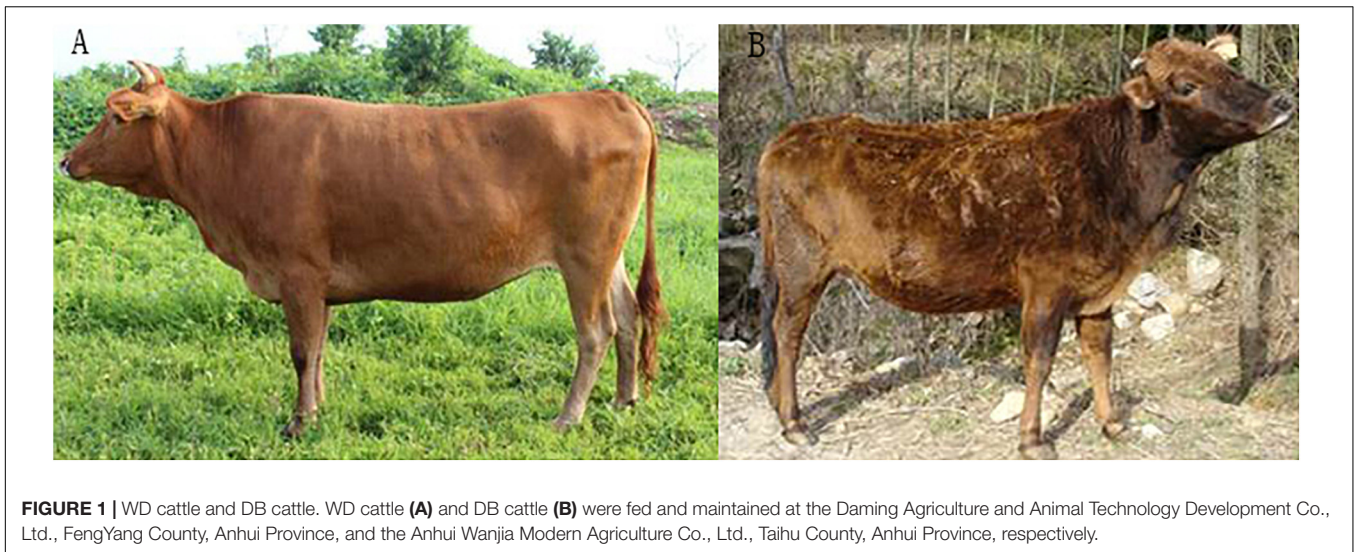 A
B
FIGURE 1 | WD cattle and DB cattle. WD cattle (A) and DB cattle (B) were fed and maintained at the Daming Agriculture and Animal Technology Development Co.,
Ltd., FengYang County, Anhui Province, and the Anhui Wanjia Modern Agriculture Co., Ltd., Taihu County, Anhui Province, respectively.